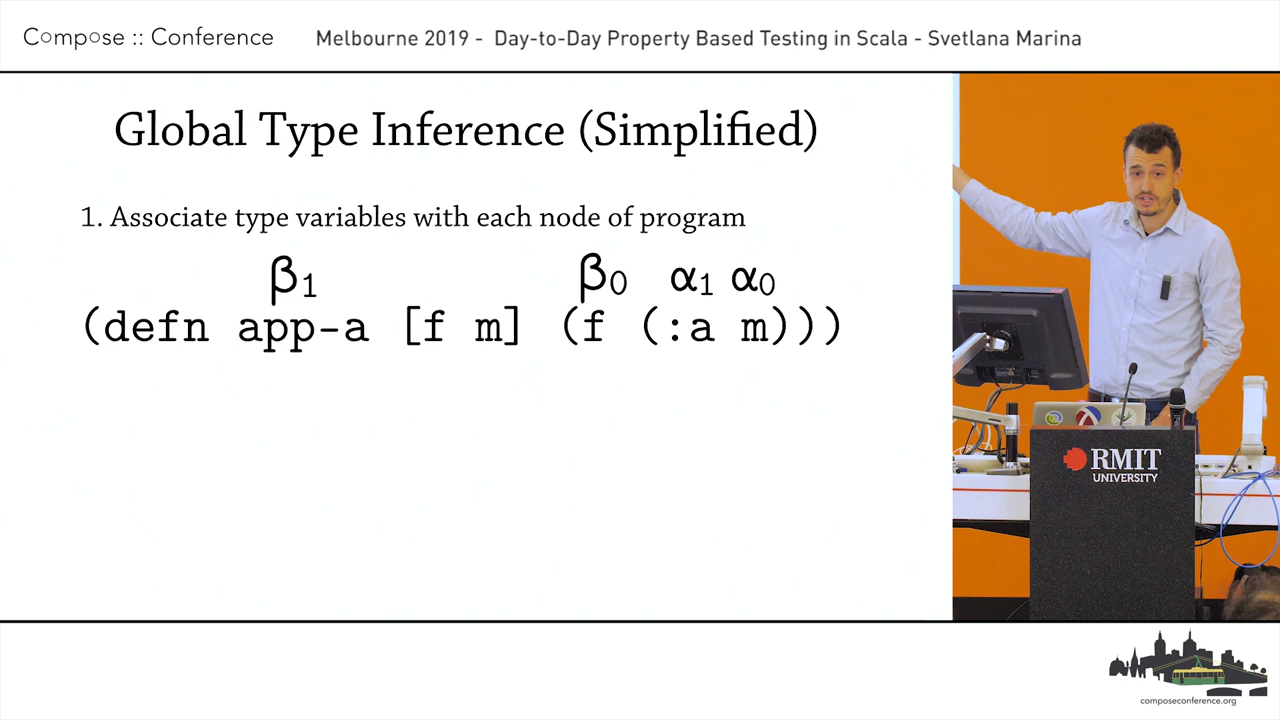 Compose :: Conference
Melbourne 2019 - Day-to-Day Property Based Testing in Scala - Svetlana Marina
Global Type Inference (Simplified)
1. Associate type variables with each node of program
β1 β0 α1 α0
(defn app-a [f m] (f (:a m)))
RMIT
UNIVERSITY
composeconference.org